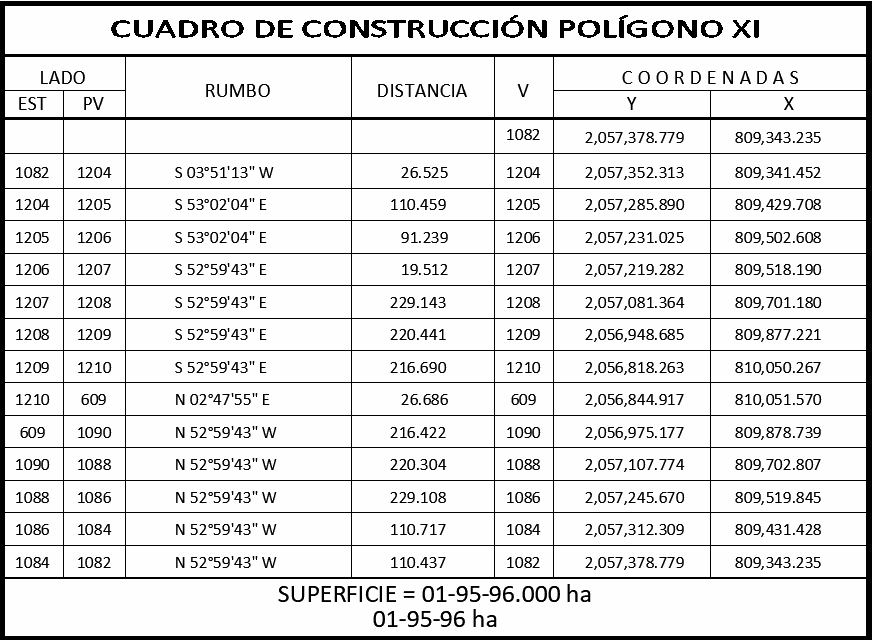 CUADRO DE CONSTRUCCIÓN POLÍGONO XI
LADO RUMBO DISTANCIA V C O O R D E N A D A S
EST PV Y X
1082 2,057,378.779 809,343.235
1082 1204 S 03°51'13" W 26.525 1204 2,057,352.313 809,341.452
1204 1205 S 53°02'04" E 110.459 1205 2,057,285.890 809,429.708
1205 1206 S 53°02'04" E 91.239 1206 2,057,231.025 809,502.608
1206 1207 S 52°59'43" E 19.512 1207 2,057,219.282 809,518.190
1207 1208 S 52°59'43" E 229.143 1208 2,057,081.364 809,701.180
1208 1209 S 52°59'43" E 220.441 1209 2,056,948.685 809,877.221
1209 1210 S 52°59'43" E 216.690 1210 2,056,818.263 810,050.267
1210 609 N 02°47'55" E 26.686 609 2,056,844.917 810,051.570
609 1090 N 52°59'43" W 216.422 1090 2,056,975.177 809,878.739
1090 1088 N 52°59'43" W 220.304 1088 2,057,107.774 809,702.807
1088 1086 N 52°59'43" W 229.108 1086 2,057,245.670 809,519.845
1086 1084 N 52°59'43" W 110.717 1084 2,057,312.309 809,431.428
1084 1082 N 52°59'43" W 110.437 1082 2,057,378.779 809,343.235
SUPERFICIE = 01-95-96.000 ha
01-95-96 ha